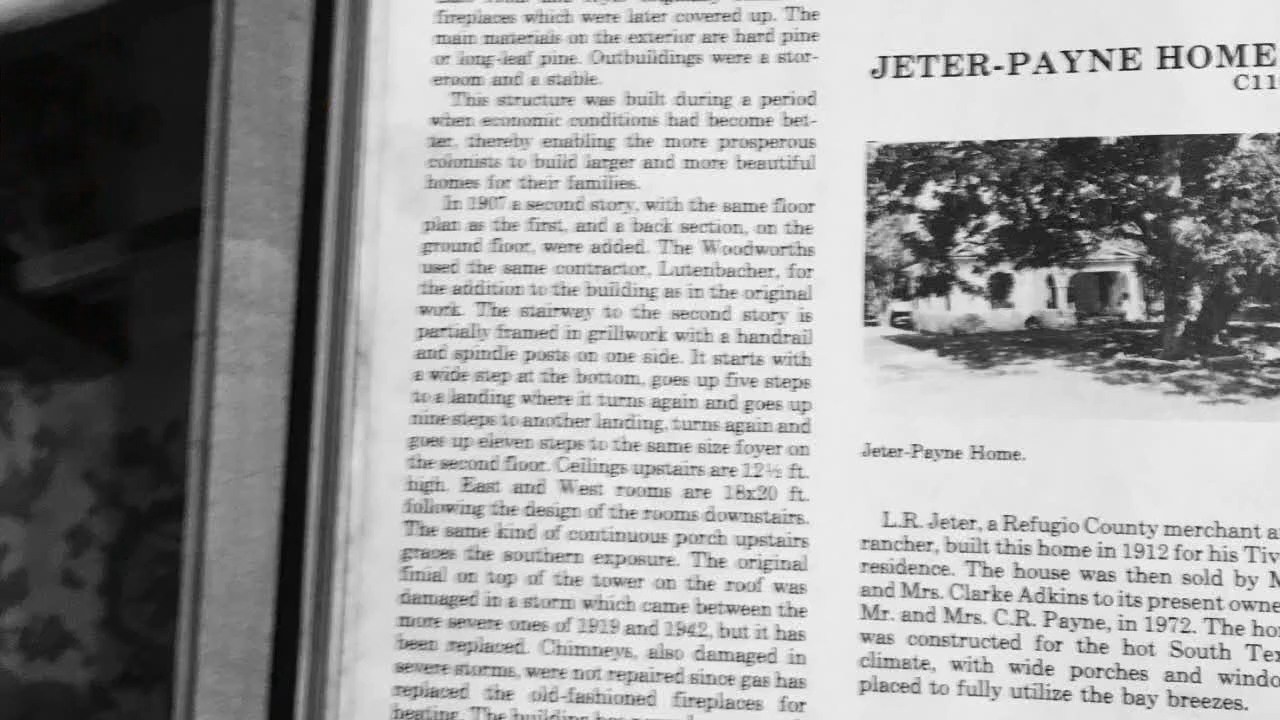 fireplaces which were later covered up. The
main materials on the exterior are hard pine
or long-leaf pine. Outbuildings were a stor-
eroom and a stable.
This structure was built during a period
when economic conditions had become bet-
ter, thereby enabling the more prosperous
colonists to build larger and more beautiful
homes for their families.
In 1907 a second story, with the same floor
plan as the first, and a back section, on the
ground floor, were added. The Woodworths
used the same contractor, Lutenbacher, for
the addition to the building as in the original
work. The stairway to the second story is
partially framed in grillwork with a handrail
and spindle posts on one side. It starts with
a wide step at the bottom, goes up five steps
to a landing where it turns again and goes up
nine steps to another landing, turns again and
goes up eleven steps to the same size foyer on
the second floor. Ceilings upstairs are 12½ ft.
high. East and West rooms are 18x20 ft.
following the design of the rooms downstairs.
The same kind of continuous porch upstairs
graces the southern exposure. The original
finial on top of the tower on the roof was
damaged in a storm which came between the
more severe ones of 1919 and 1942, but it has
been replaced. Chimneys, also damaged in
severe storms, were not repaired since gas has
replaced the old-fashioned fireplaces for
heating. The building has
JETER-PAYNE HOME
C11
Jeter-Payne Home.
L.R. Jeter, a Refugio County merchant a
rancher, built this home in 1912 for his Tiv
residence. The house was then sold by M
and Mrs. Clarke Adkins to its present owne
Mr. and Mrs. C.R. Payne, in 1972. The ho
was constructed for the hot South Tex
climate, with wide porches and windo
placed to fully utilize the bay breezes.